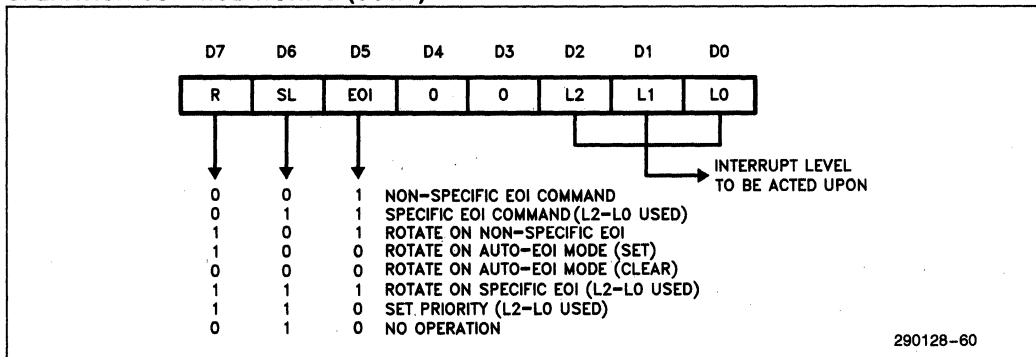 D7 D6 D5 D4 D3 D2 D1 D0
R SL EOI 0 0 L2 L1 L0
INTERRUPT LEVEL
TO BE ACTED UPON
0 0 1 NON-SPECIFIC EOI COMMAND
0 1 1 SPECIFIC EOI COMMAND (L2-L0 USED)
1 0 1 ROTATE ON NON-SPECIFIC EOI
1 0 0 ROTATE ON AUTO-EOI MODE (SET)
0 0 0 ROTATE ON AUTO-EOI MODE (CLEAR)
1 1 1 ROTATE ON SPECIFIC EOI (L2-L0 USED)
1 1 0 SET PRIORITY (L2-L0 USED)
0 1 0 NO OPERATION
290128-60